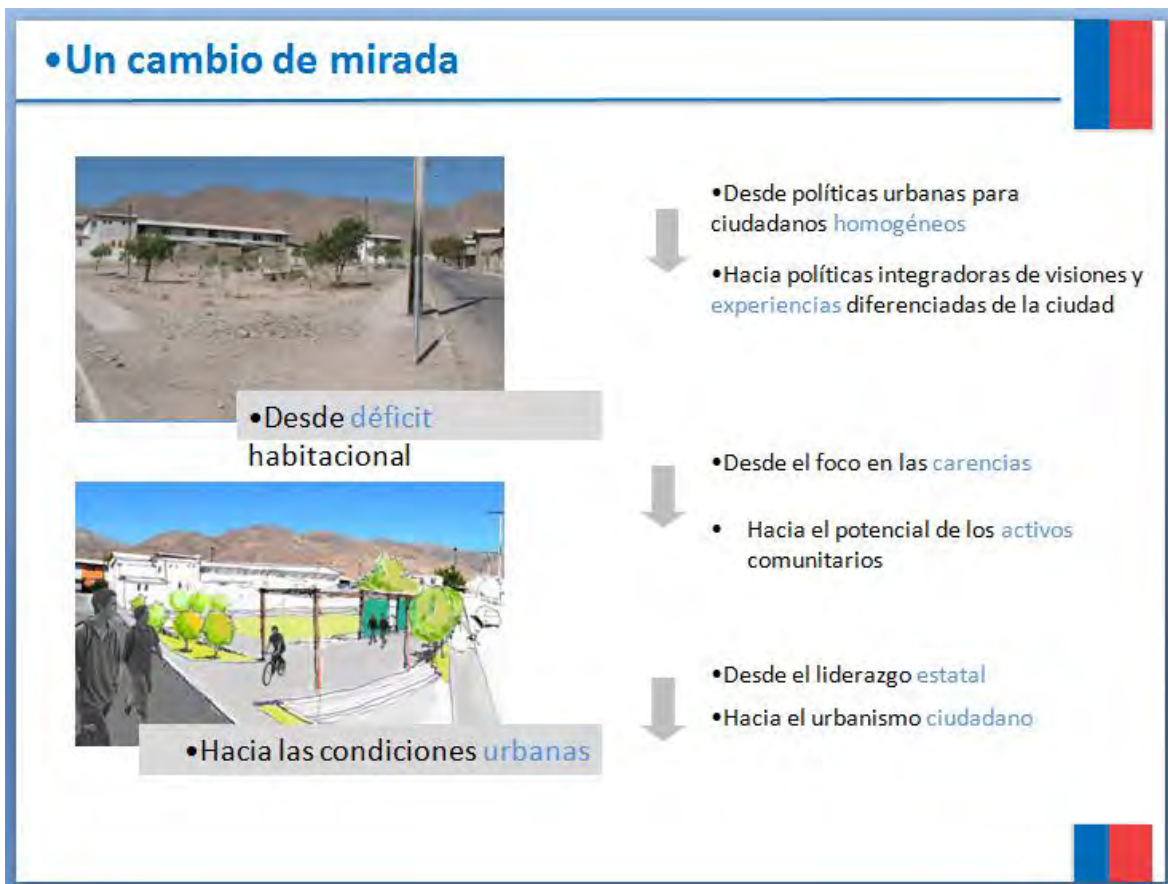 •Un cambio de mirada
•Desde déficit
habitacional
•Hacia las condiciones urbanas
•Desde políticas urbanas para
ciudadanos homogéneos
•Hacia políticas integradoras de visiones y
experiencias diferenciadas de la ciudad
•Desde el foco en las carencias
• Hacia el potencial de los activos
comunitarios
•Desde el liderazgo estatal
•Hacia el urbanismo ciudadano